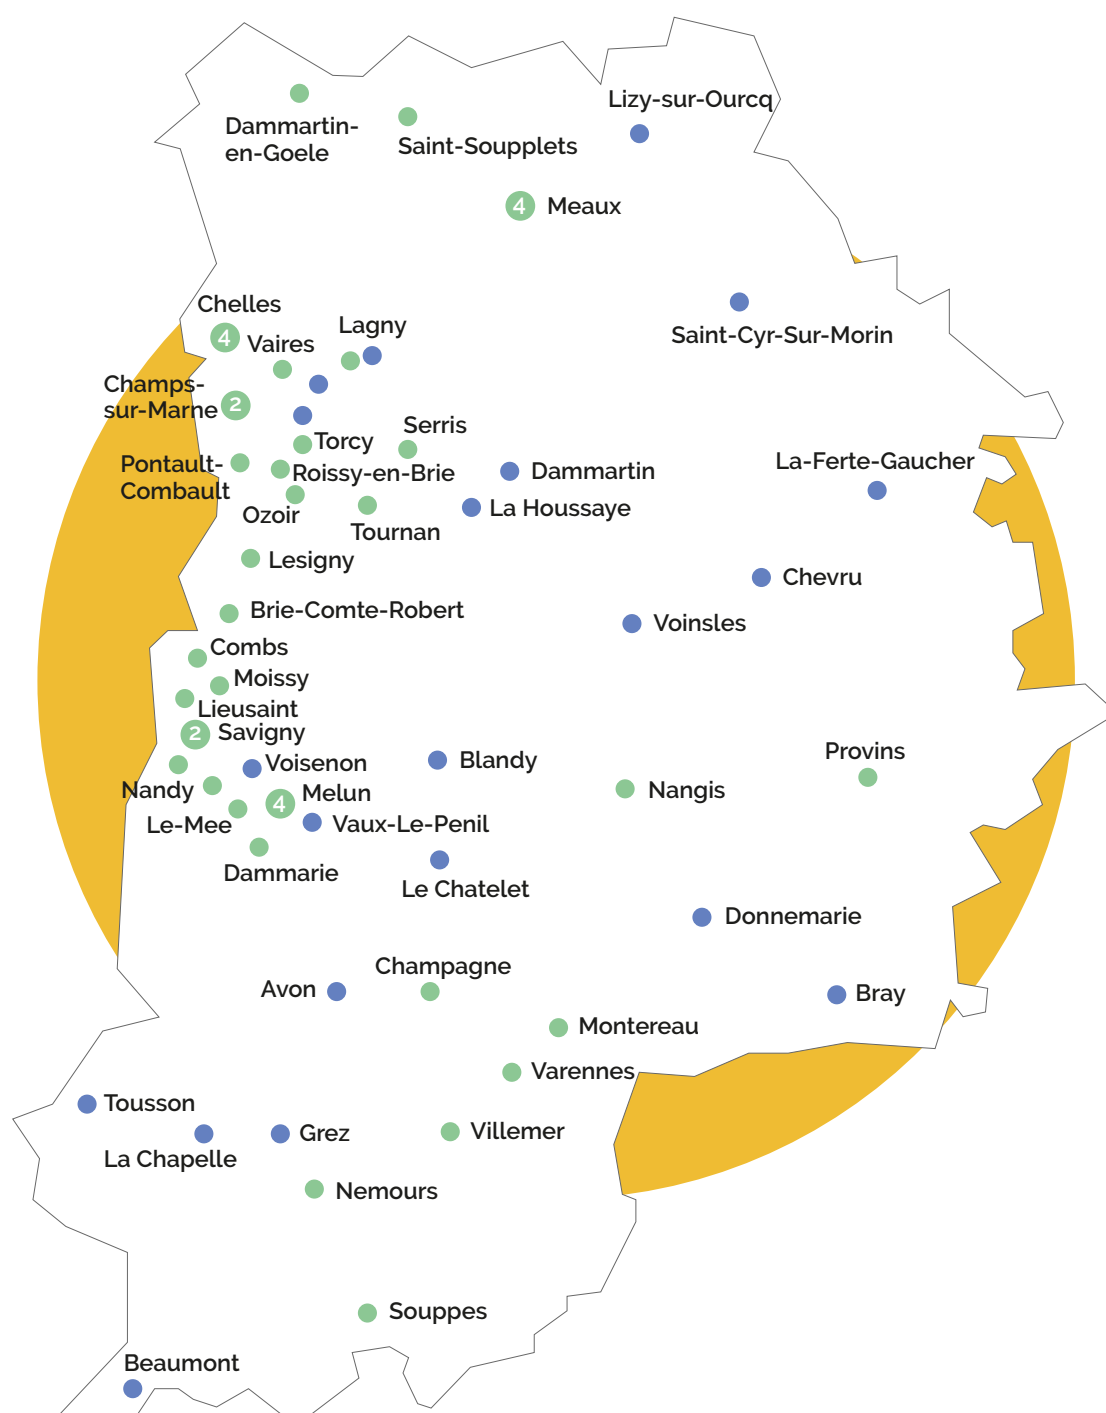 Lizy-sur-Ourcq
Dammartin-
en-Goele
Saint-Soupplets
4
Meaux
Chelles
4
Vaires
Lagny
Saint-Cyr-Sur-Morin
Champs-
sur-Marne
2
Torcy
Serris
Pontault-
Combault
Roissy-en-Brie
Dammartin
La-Ferte-Gaucher
Ozoir
Tournan
La Houssaye
Lesigny
Chevru
Brie-Comte-Robert
Voinsles
Combs
Moissy
Lieusaint
2
Savigny
Voisenon
Blandy
Provins
Nandy
4
Melun
Nangis
Le-Mee
Vaux-Le-Penil
Dammarie
Le Chatelet
Donnemarie
Champagne
Avon
Bray
Montereau
Varennes
Tousson
La Chapelle
Grez
Villemer
Nemours
Souppes
Beaumont